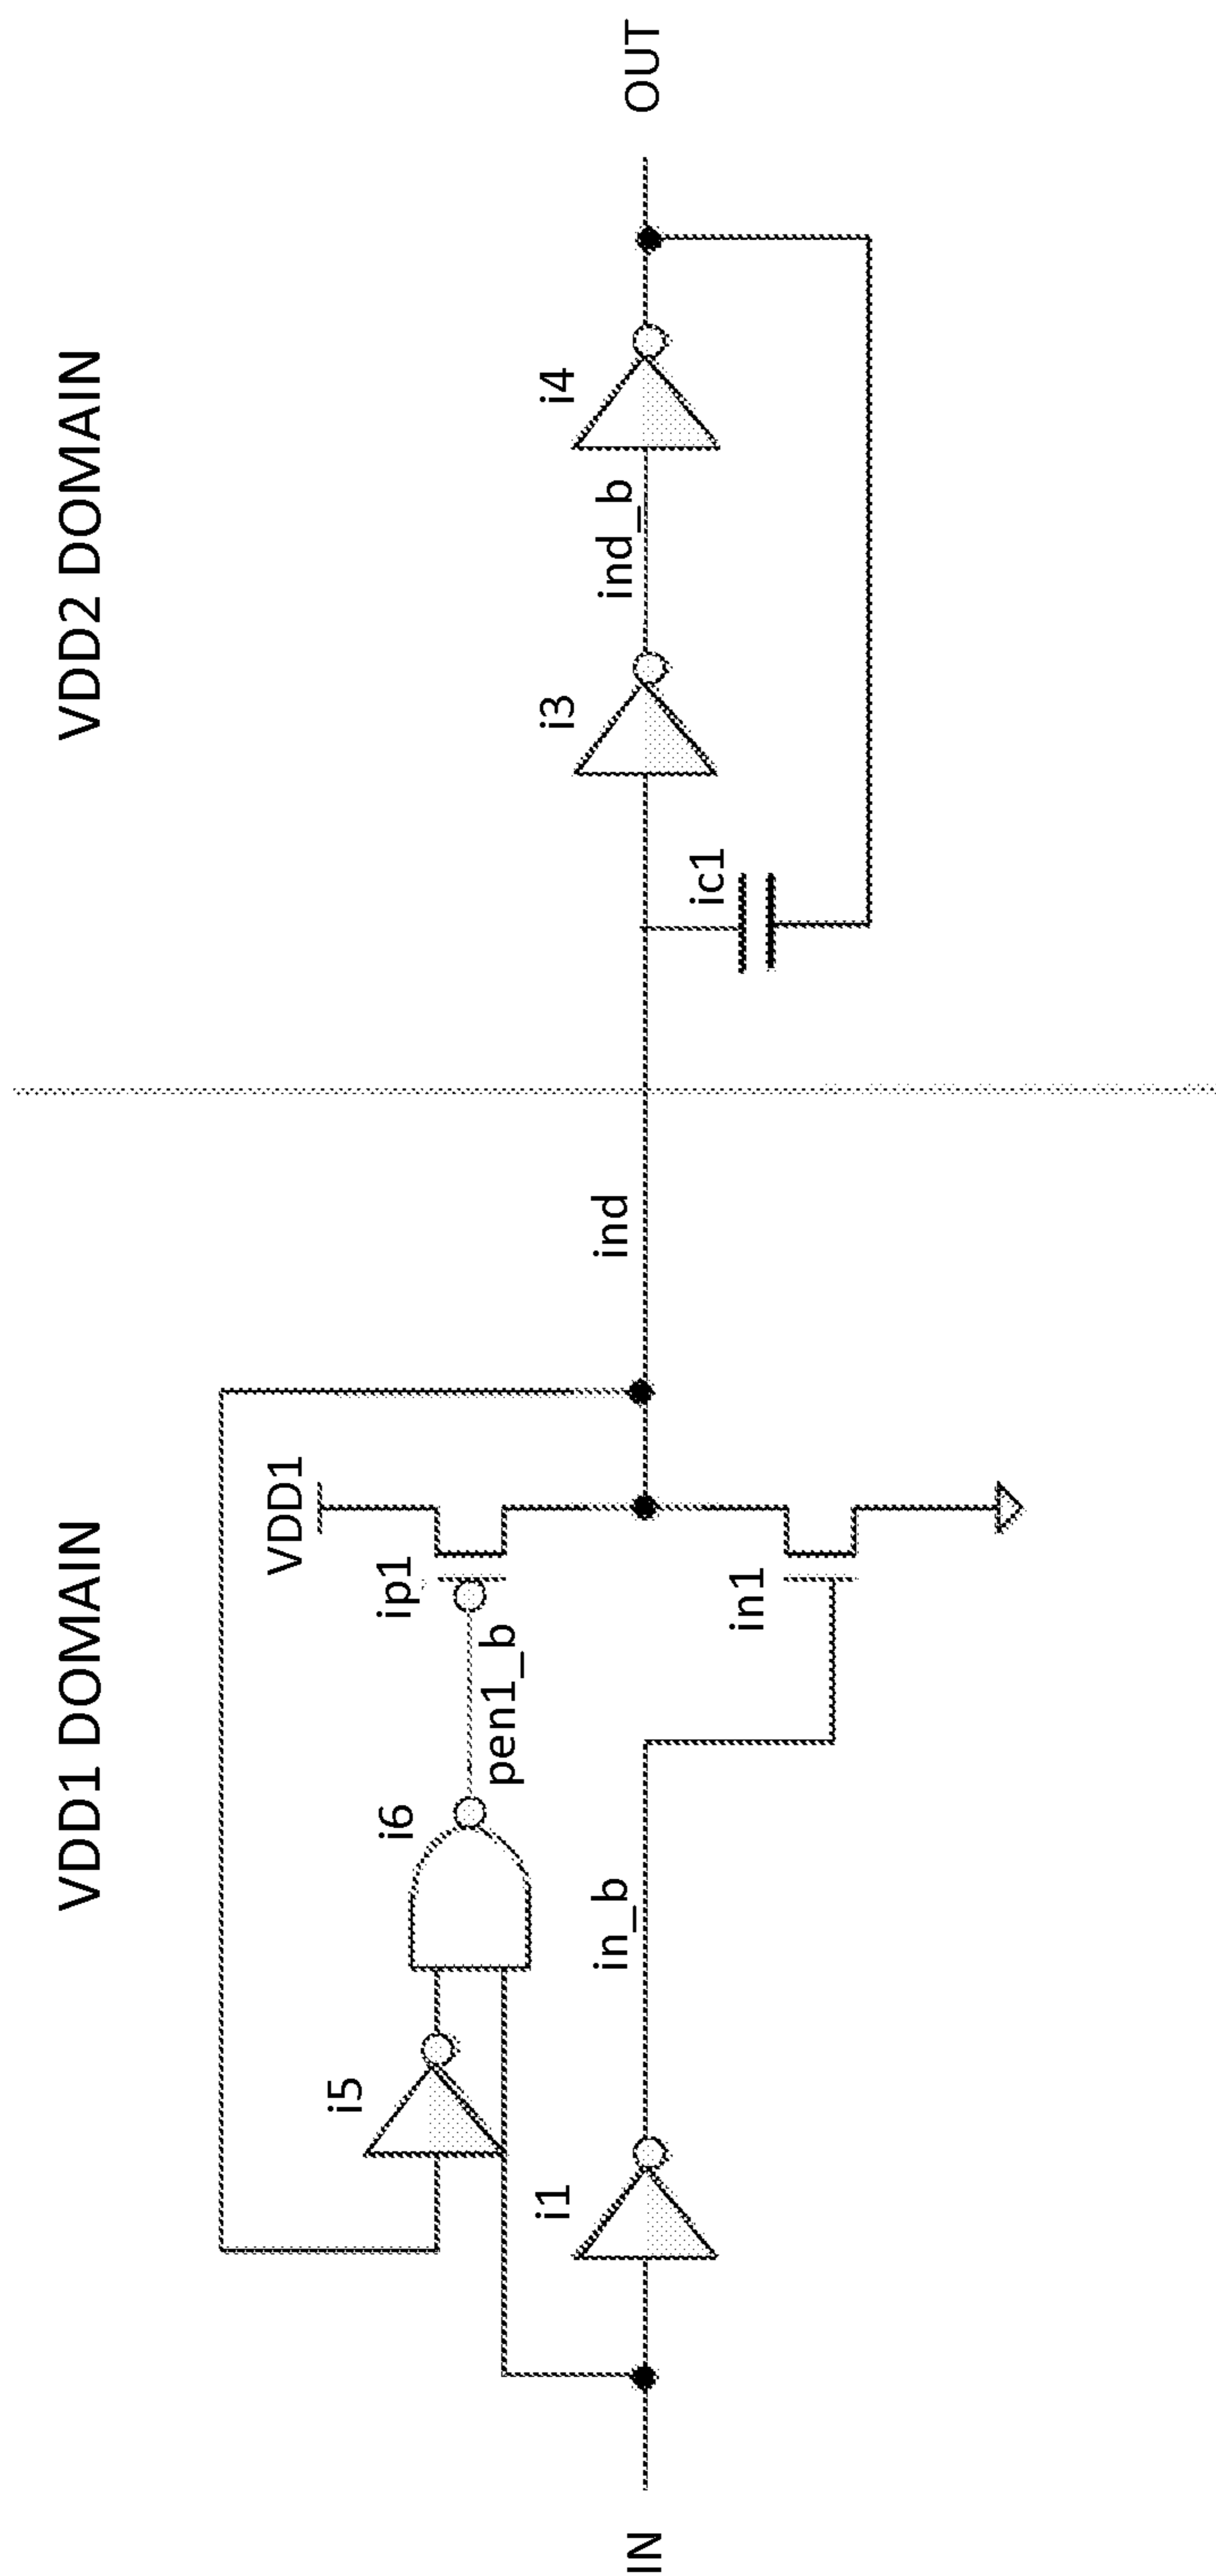 VDD1 DOMAIN
VDD2 DOMAIN
VDD1
i5
i6
ip1
pen1_b
ind
i3
ind_b
i4
OUT
IN
i1
in_b
in1
ic1